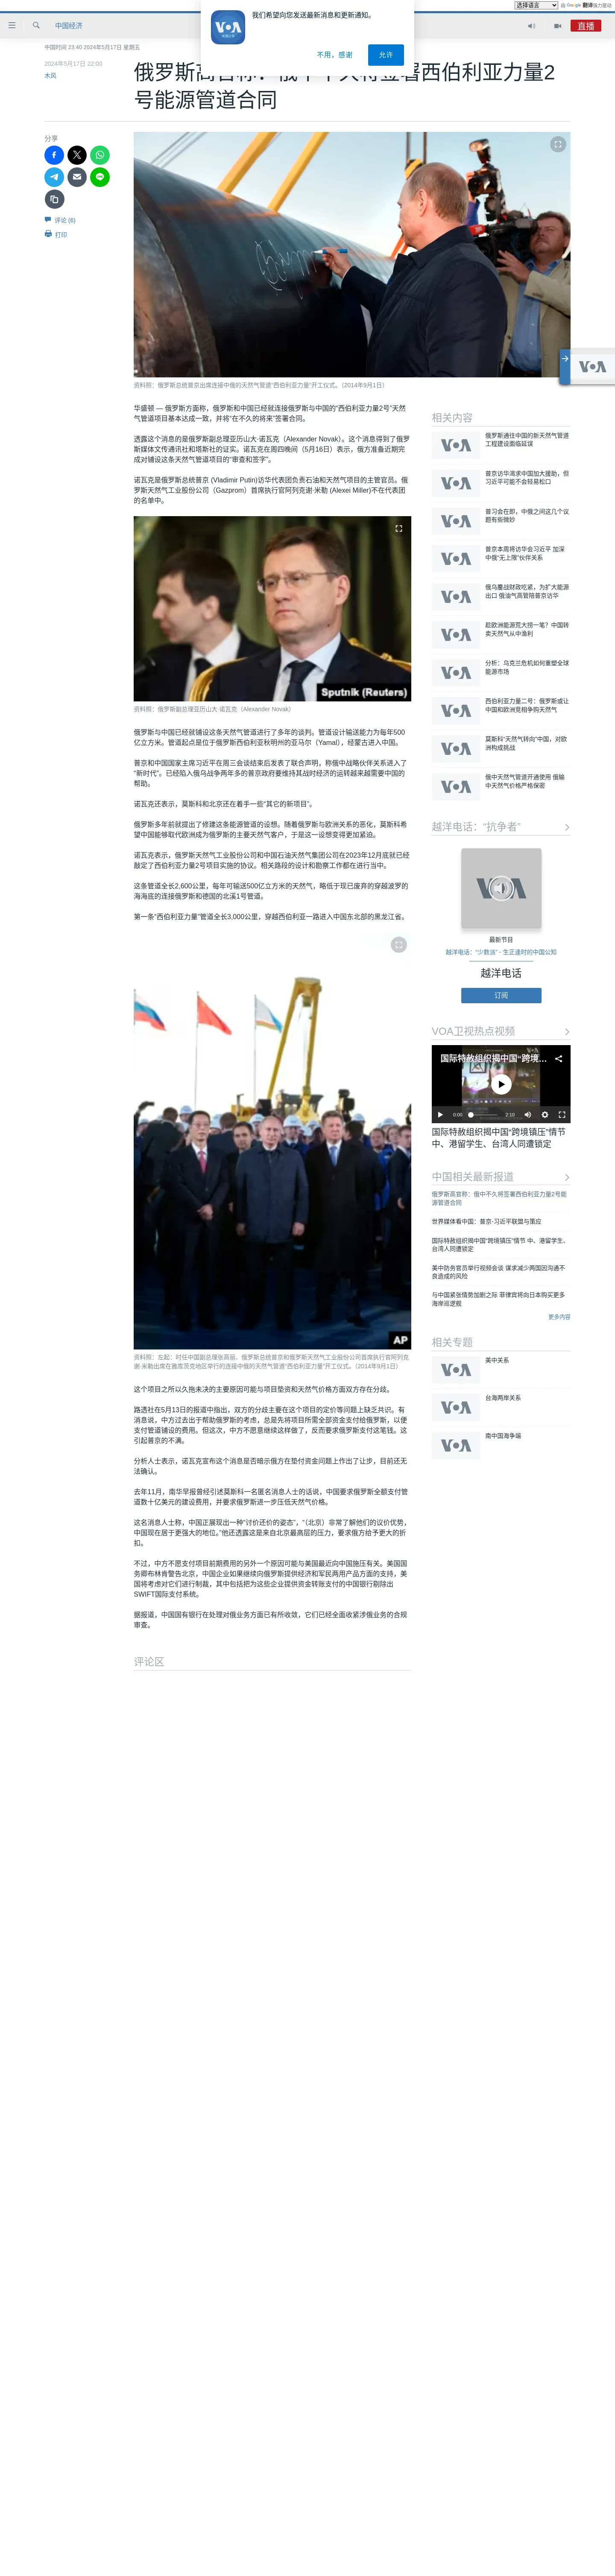 选择语言
由 Google 翻译强力驱动
我们希望向您发送最新消息和更新通知。
不用，感谢
允许
中国经济
直播
中国时间 23:40 2024年5月17日 星期五
2024年5月17日 22:00
木风
俄罗斯高官称：俄中不久将签署西伯利亚力量2
号能源管道合同
分享
评论 (6)
打印
资料照：俄罗斯总统普京出席连接中俄的天然气管道“西伯利亚力量”开工仪式。（2014年9月1日）
华盛顿 — 俄罗斯方面称，俄罗斯和中国已经就连接俄罗斯与中国的“西伯利亚力量2号”天然
气管道项目基本达成一致，并将“在不久的将来”签署合同。
透露这个消息的是俄罗斯副总理亚历山大·诺瓦克（Alexander Novak）。这个消息得到了俄罗
斯媒体文传通讯社和塔斯社的证实。诺瓦克在周四晚间（5月16日）表示，俄方准备近期完
成对铺设这条天然气管道项目的“审查和签字”。
诺瓦克是俄罗斯总统普京 (Vladimir Putin)访华代表团负责石油和天然气项目的主管官员。俄
罗斯天然气工业股份公司（Gazprom）首席执行官阿列克谢·米勒 (Alexei Miller)不在代表团
的名单中。
Sputnik (Reuters)
资料照：俄罗斯副总理亚历山大·诺瓦克（Alexander Novak）
俄罗斯与中国已经就铺设这条天然气管道进行了多年的谈判。管道设计输送能力为每年500
亿立方米。管道起点是位于俄罗斯西伯利亚秋明州的亚马尔（Yamal），经蒙古进入中国。
普京和中国国家主席习近平在周三会谈结束后发表了联合声明，称俄中战略伙伴关系进入了
“新时代”。已经陷入俄乌战争两年多的普京政府要维持其战时经济的运转越来越需要中国的
帮助。
诺瓦克还表示，莫斯科和北京还在着手一些“其它的新项目”。
俄罗斯多年前就提出了修建这条能源管道的设想。随着俄罗斯与欧洲关系的恶化，莫斯科希
望中国能够取代欧洲成为俄罗斯的主要天然气客户，于是这一设想变得更加紧迫。
诺瓦克表示，俄罗斯天然气工业股份公司和中国石油天然气集团公司在2023年12月底就已经
敲定了西伯利亚力量2号项目实施的协议。相关路段的设计和勘察工作都在进行当中。
这条管道全长2,600公里，每年可输送500亿立方米的天然气，略低于现已废弃的穿越波罗的
海海底的连接俄罗斯和德国的北溪1号管道。
第一条“西伯利亚力量”管道全长3,000公里，穿越西伯利亚一路进入中国东北部的黑龙江省。
AP
资料照：左起：时任中国副总理张高丽、俄罗斯总统普京和俄罗斯天然气工业股份公司首席执行官阿列克
谢·米勒出席在雅库茨克地区举行的连接中俄的天然气管道“西伯利亚力量”开工仪式。（2014年9月1日）
这个项目之所以久拖未决的主要原因可能与项目垫资和天然气价格方面双方存在分歧。
路透社在5月13日的报道中指出，双方的分歧主要在这个项目的定价等问题上缺乏共识。有
消息说，中方过去出于帮助俄罗斯的考虑，总是先将项目所需全部资金支付给俄罗斯，以便
支付管道铺设的费用。但这次，中方不愿意继续这样做了，反而要求俄罗斯支付这笔钱。这
引起普京的不满。
分析人士表示，诺瓦克宣布这个消息是否暗示俄方在垫付资金问题上作出了让步，目前还无
法确认。
去年11月，南华早报曾经引述莫斯科一名匿名消息人士的话说，中国要求俄罗斯全额支付管
道数十亿美元的建设费用，并要求俄罗斯进一步压低天然气价格。
这名消息人士称，中国正展现出一种“讨价还价的姿态”，“（北京）非常了解他们的议价优势，
中国现在居于更强大的地位。”他还透露这是来自北京最高层的压力，要求俄方给予更大的折
扣。
不过，中方不愿支付项目前期费用的另外一个原因可能与美国最近向中国施压有关。美国国
务卿布林肯警告北京，中国企业如果继续向俄罗斯提供经济和军民两用产品方面的支持，美
国将考虑对它们进行制裁，其中包括把为这些企业提供资金转账支付的中国银行剔除出
SWIFT国际支付系统。
据报道，中国国有银行在处理对俄业务方面已有所收敛，它们已经全面收紧涉俄业务的合规
审查。
评论区
相关内容
俄罗斯通往中国的新天然气管道
工程建设面临延误
普京访华渴求中国加大援助，但
习近平可能不会轻易松口
普习会在即，中俄之间这几个议
题有些微妙
普京本周将访华会习近平 加深
中俄“无上限”伙伴关系
俄乌鏖战财政吃紧，为扩大能源
出口 俄油气高管陪普京访华
趁欧洲能源荒大捞一笔？中国转
卖天然气从中渔利
分析：乌克兰危机如何重塑全球
能源市场
西伯利亚力量二号：俄罗斯或让
中国和欧洲竞相争购天然气
莫斯科“天然气转向”中国，对欧
洲构成挑战
俄中天然气管道开通使用 俄输
中天然气价格严格保密
越洋电话：“抗争者”
最新节目
越洋电话：“少数派” - 生正逢时的中国公知
越洋电话
订阅
VOA卫视热点视频
国际特赦组织揭中国“跨境…
0:00
2:10
国际特赦组织揭中国“跨境镇压”情节
中、港留学生、台湾人同遭锁定
中国相关最新报道
俄罗斯高官称：俄中不久将签署西伯利亚力量2号能
源管道合同
世界媒体看中国：普京-习近平联盟与策应
国际特赦组织揭中国“跨境镇压”情节 中、港留学生、
台湾人同遭锁定
美中防务官员举行视频会谈 谋求减少两国因沟通不
良造成的风险
与中国紧张情势加剧之际 菲律宾将向日本购买更多
海岸巡逻舰
更多内容
相关专题
美中关系
台海两岸关系
南中国海争端